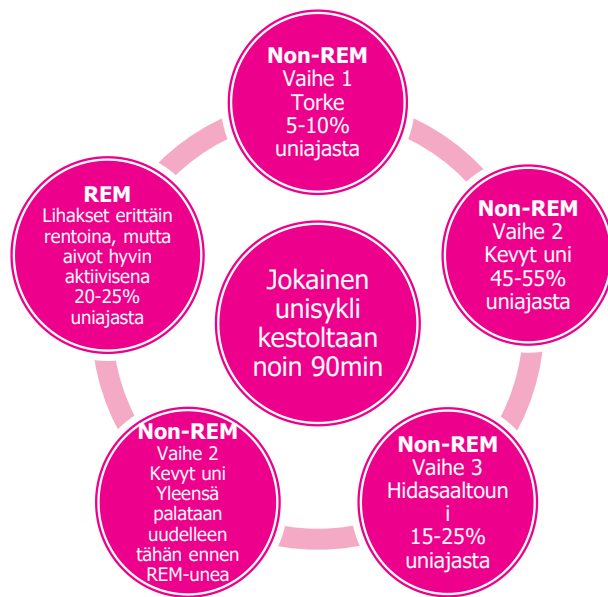 Non-REM
Vaihe 1
Torke
5-10%
uniajasta
Non-REM
Vaihe 2
Kevyt uni
45-55%
uniajasta
Non-REM
Vaihe 3
Hidasaaltoun
i
15-25%
uniajasta
Non-REM
Vaihe 2
Kevyt uni
Yleensä
palataan
uudelleen
tähän ennen
REM-unea
REM
Lihakset erittäin
rentoina, mutta
aivot hyvin
aktiivisena
20-25%
uniajasta
Jokainen
unisykli
kestoltaan
noin 90min